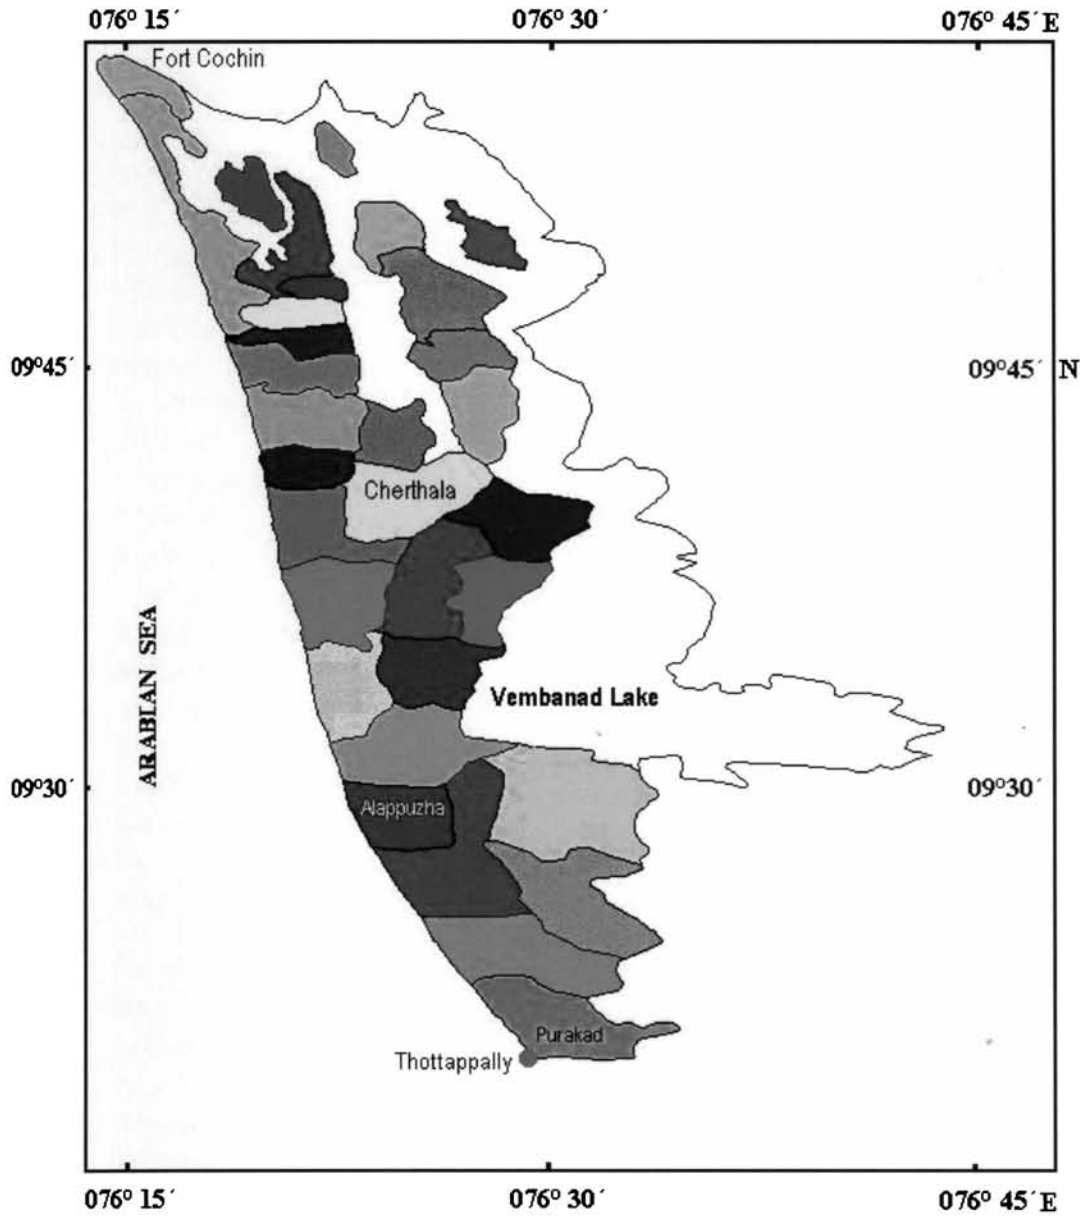 076° 15´ 076° 30´ 076° 45´ E
Fort Cochin
09°45´ 09°45´ N
Cherthala
ARABIAN SEA
Vembanad Lake
09°30´ 09°30´
Alappuzha
Purakad
Thottappally
076° 15´ 076° 30´ 076° 45´ E